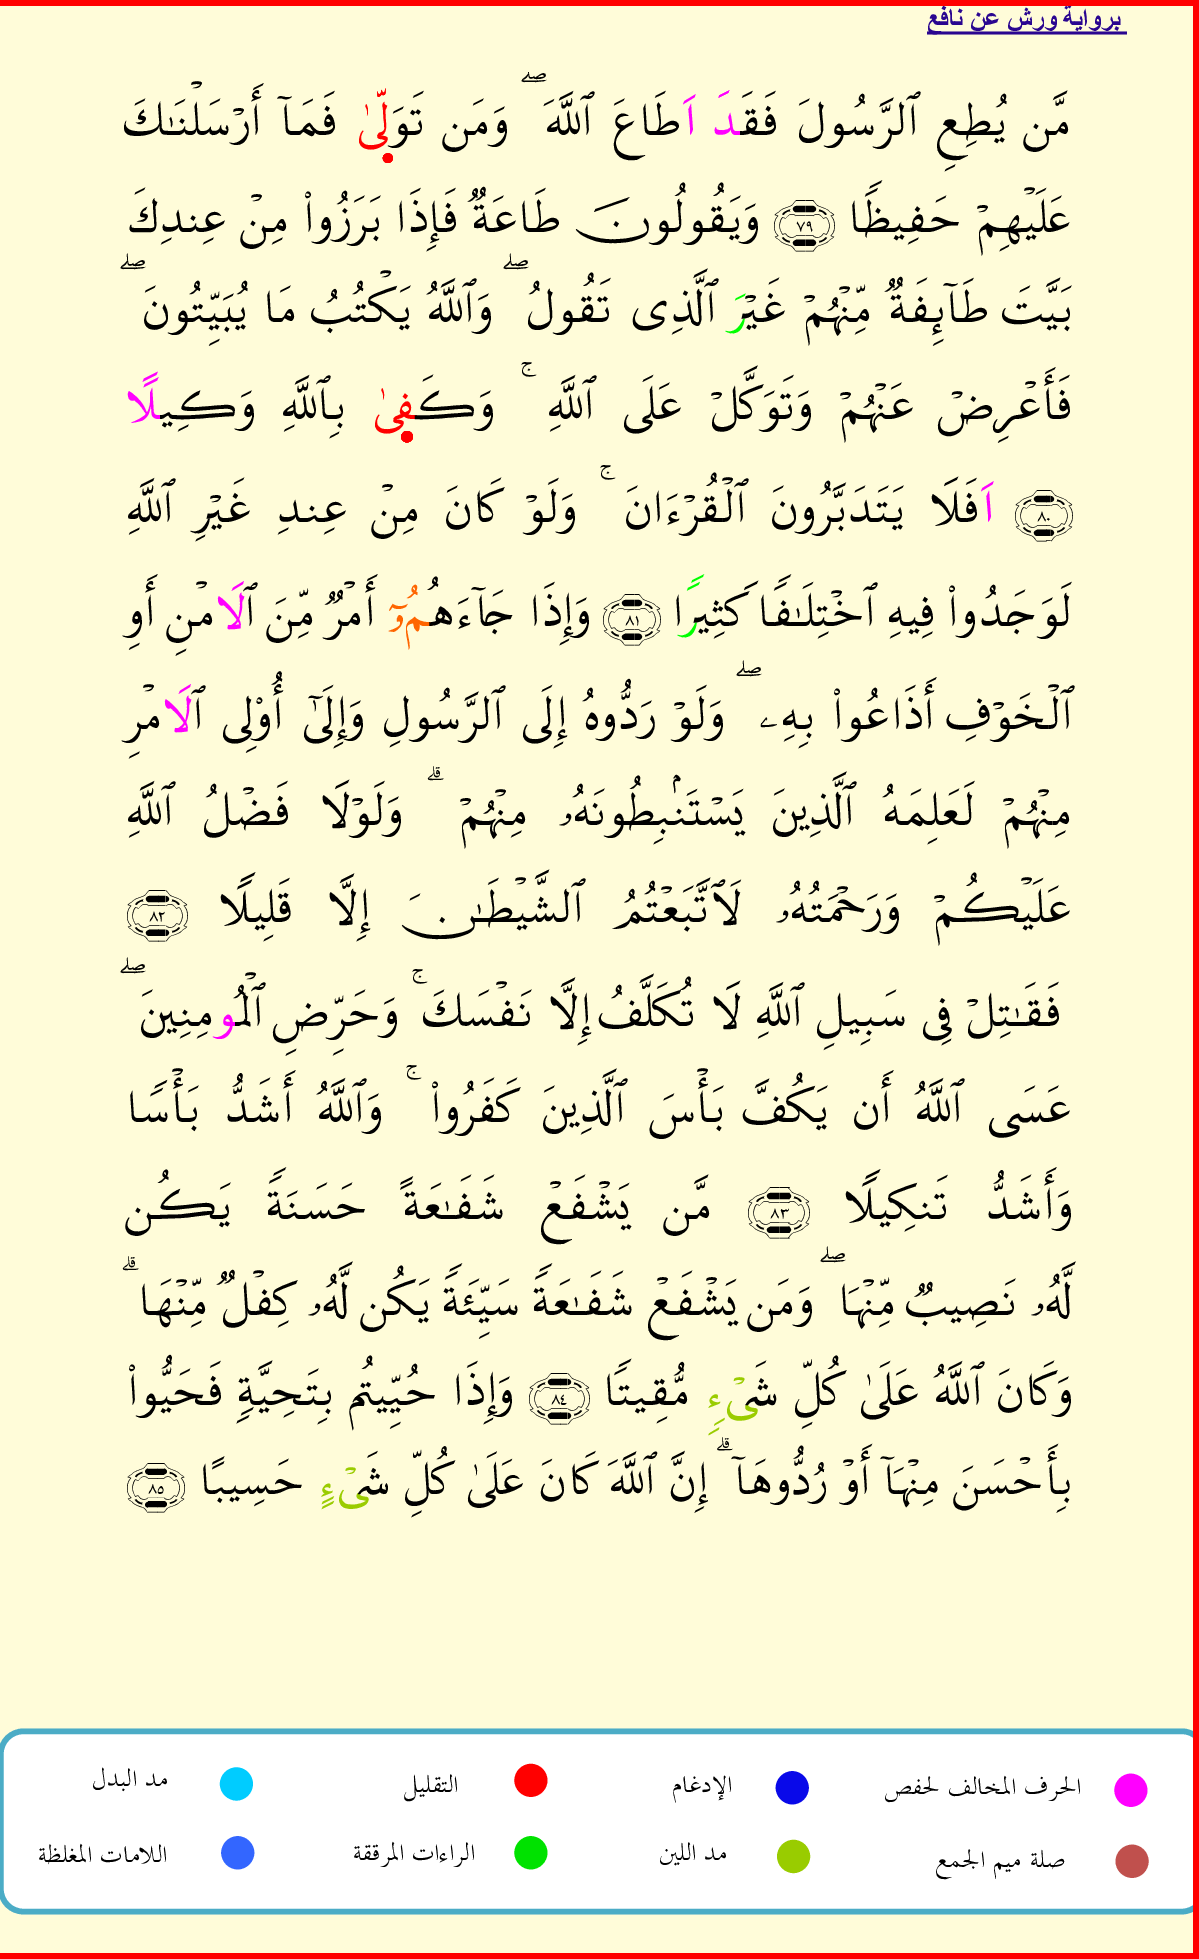 برواية ورش عن نافع
مَّن يُطِعِ اِ۬لرَّسُولَ فَقَدَ اَطَاعَ اَ۬للَّهَ ۖ وَمَن تَوَلّ۪ىٰ فَمَآ أَرْسَلْنَٰكَ
عَلَيْهِمْ حَفِيظًا ٧٩ وَيَقُولُونَ طَاعَةٌ فَإِذَا بَرَزُوا۟ مِنْ عِندِكَ
بَيَّتَ طَآئِفَةٌ مِّنْهُمْ غَيْرَ ٱلَّذِى تَقُولُ ۖ وَٱللَّهُ يَكْتُبُ مَا يُبَيِّتُونَ ۖ
فَأَعْرِضْ عَنْهُمْ وَتَوَكَّلْ عَلَى ٱللَّهِ ۚ وَكَف۪ىٰ بِٱللَّهِ وَكِيلًا
٨٠ اَفَلَا يَتَدَبَّرُونَ ٱلْقُرْءَانَ ۚ وَلَوْ كَانَ مِنْ عِندِ غَيْرِ ٱللَّهِ
لَوَجَدُوا۟ فِيهِ ٱخْتِلَٰفًا كَثِيرًا ٨١ وَإِذَا جَآءَهُمُۥٓ أَمْرٌ مِّنَ ٱلَامْنِ أَوِ
ٱلْخَوْفِ أَذَاعُوا۟ بِهِۦ ۖ وَلَوْ رَدُّوهُ إِلَى ٱلرَّسُولِ وَإِلَىٰٓ أُو۟لِى ٱلَامْرِ
مِنْهُمْ لَعَلِمَهُ ٱلَّذِينَ يَسْتَنۢبِطُونَهُۥ مِنْهُمْ ۗ وَلَوْلَا فَضْلُ ٱللَّهِ
عَلَيْكُمْ وَرَحْمَتُهُۥ لَٱتَّبَعْتُمُ ٱلشَّيْطَٰنَ إِلَّا قَلِيلًا ٨٢
فَقَٰتِلْ فِى سَبِيلِ ٱللَّهِ لَا تُكَلَّفُ إِلَّا نَفْسَكَ ۚ وَحَرِّضِ ٱلْمُومِنِينَ ۖ
عَسَى ٱللَّهُ أَن يَكُفَّ بَأْسَ ٱلَّذِينَ كَفَرُوا۟ ۚ وَٱللَّهُ أَشَدُّ بَأْسًا
وَأَشَدُّ تَنكِيلًا ٨٣ مَّن يَشْفَعْ شَفَٰعَةً حَسَنَةً يَكُن
لَّهُۥ نَصِيبٌ مِّنْهَا ۖ وَمَن يَشْفَعْ شَفَٰعَةً سَيِّئَةً يَكُن لَّهُۥ كِفْلٌ مِّنْهَا ۗ
وَكَانَ ٱللَّهُ عَلَىٰ كُلِّ شَىْءٍ مُّقِيتًا ٨٤ وَإِذَا حُيِّيتُم بِتَحِيَّةٍ فَحَيُّوا۟
بِأَحْسَنَ مِنْهَآ أَوْ رُدُّوهَآ ۗ إِنَّ ٱللَّهَ كَانَ عَلَىٰ كُلِّ شَىْءٍ حَسِيبًا ٨٥
الحرف المخالف لحفص الإدغام التقليل مد البدل
صلة ميم الجمع مد اللين الراءات المرققة اللامات المغلظة